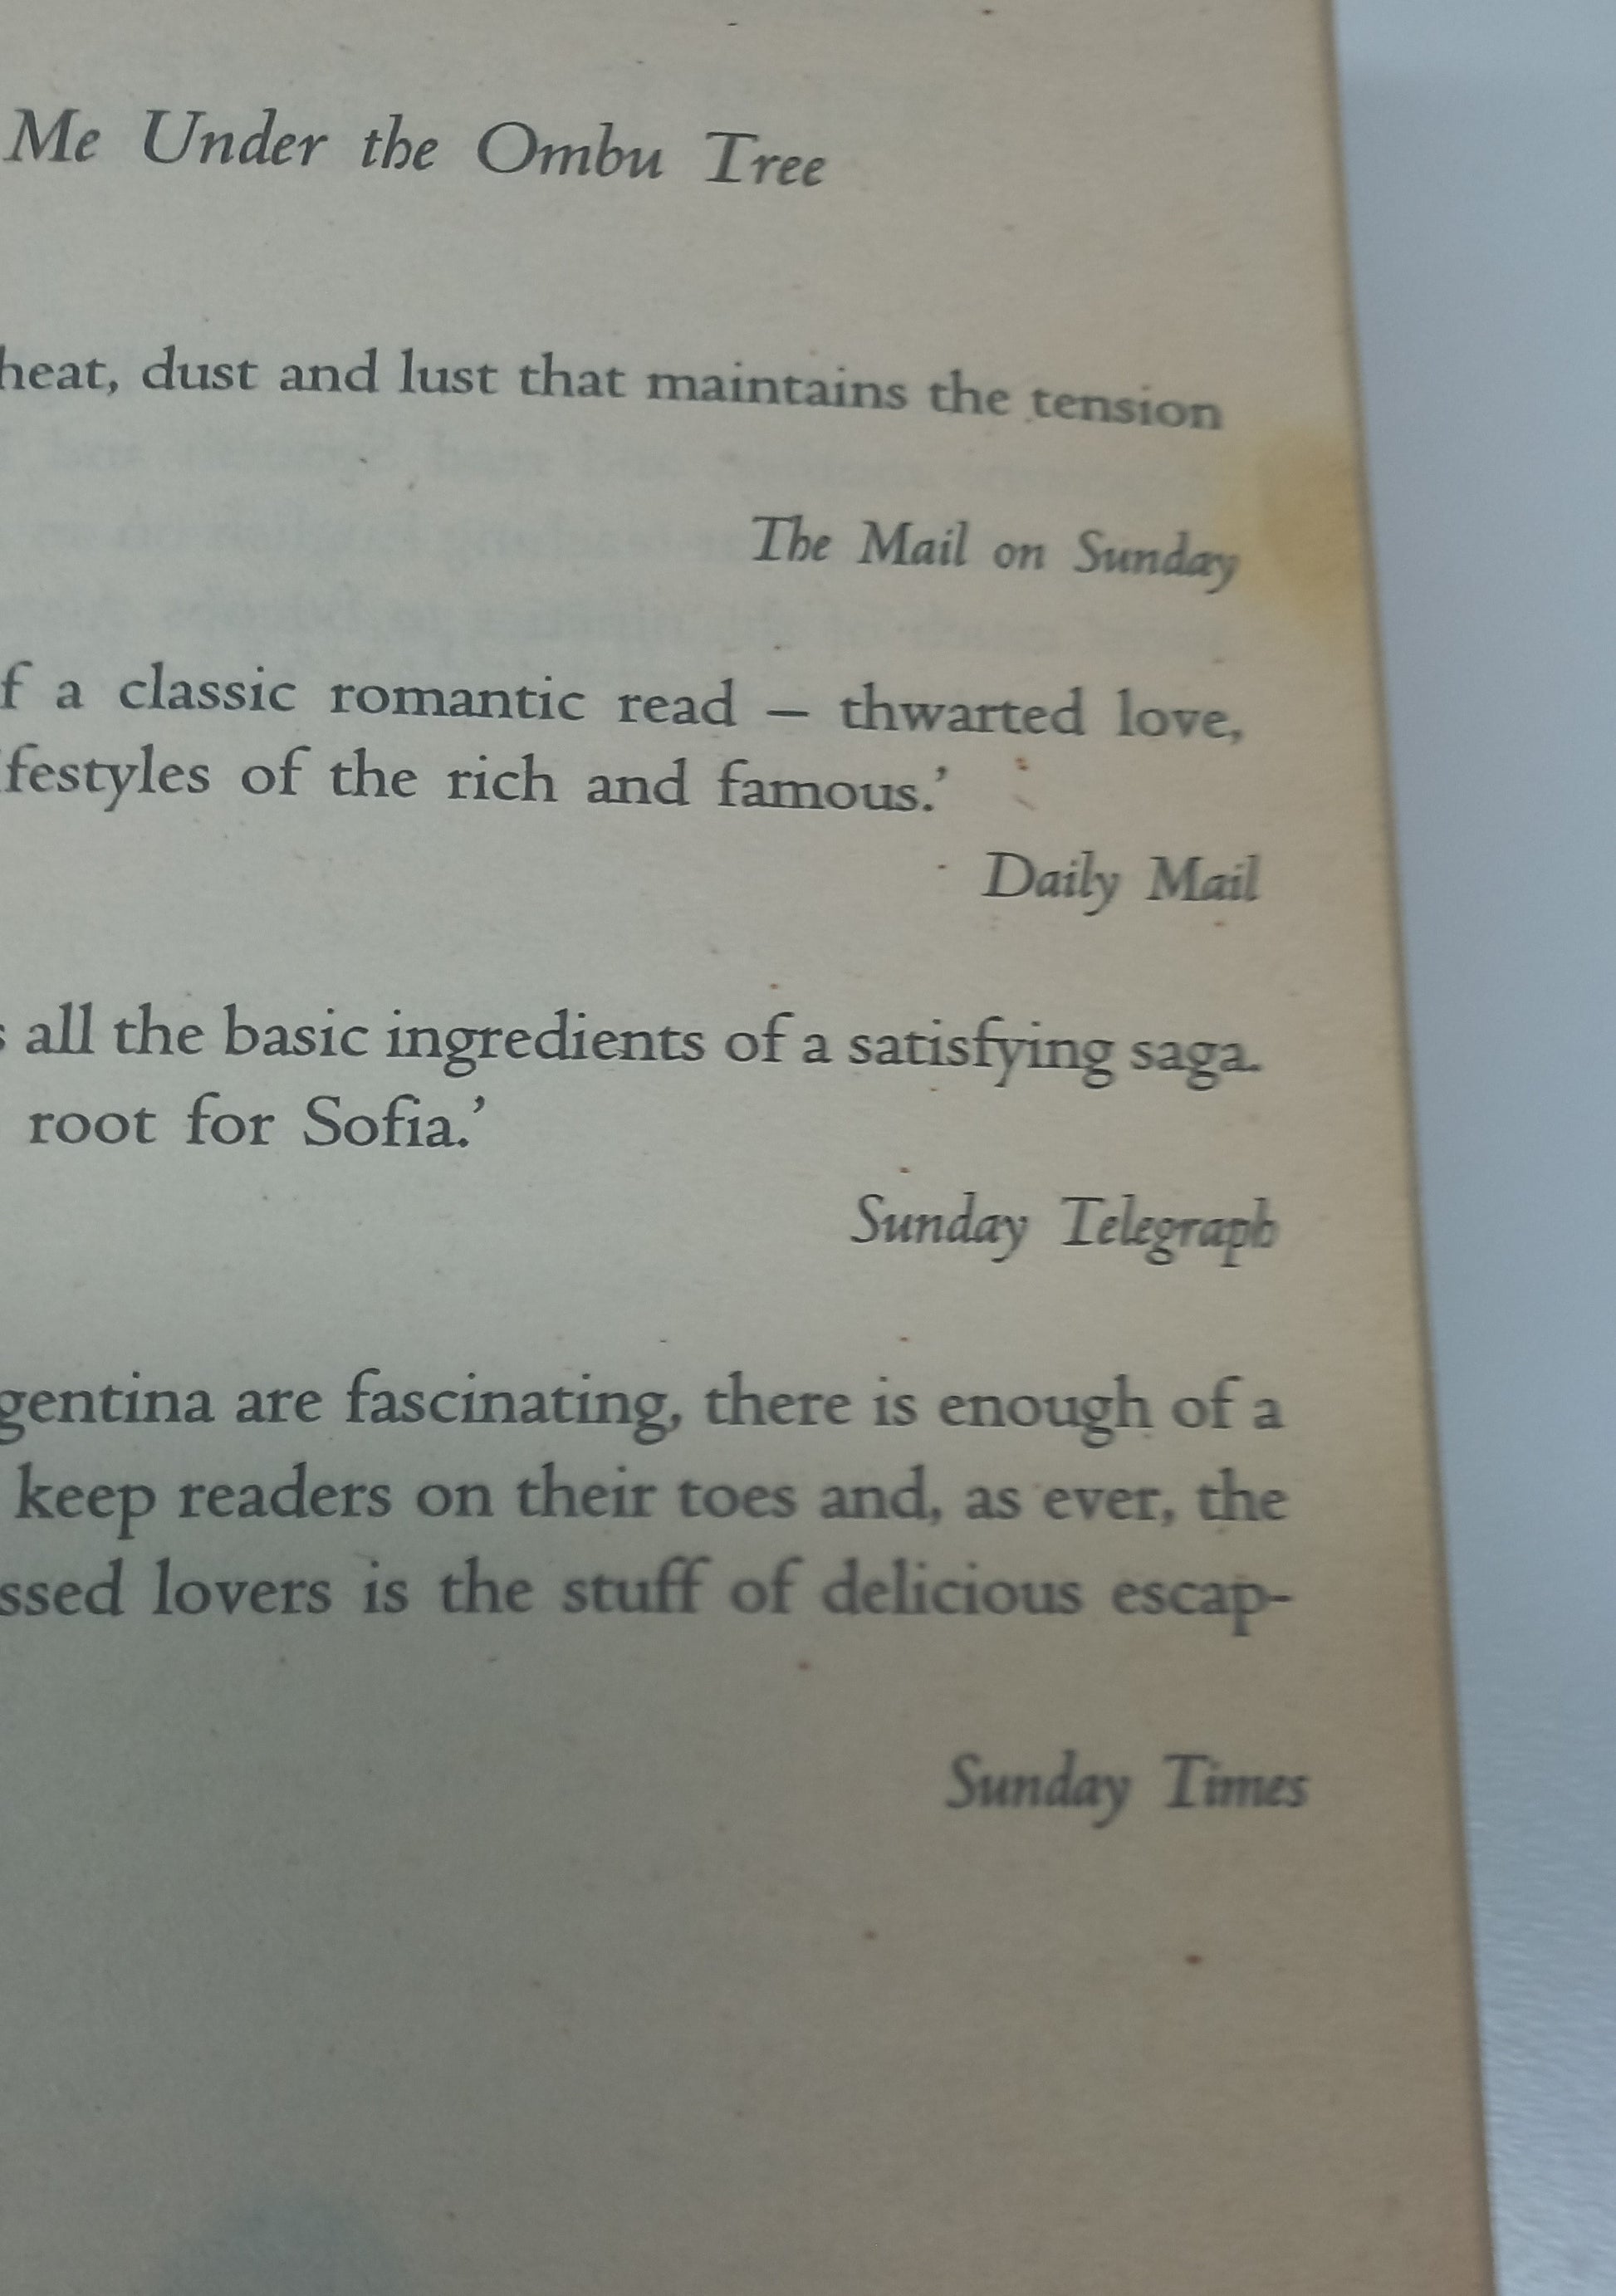 Me Under the Ombu Tree
heat, dust and lust that maintains the tension
The Mail on Sunday
f a classic romantic read – thwarted love,
festyles of the rich and famous.’
Daily Mail
s all the basic ingredients of a satisfying saga.
root for Sofia.’
Sunday Telegraph
gentina are fascinating, there is enough of a
keep readers on their toes and, as ever, the
ssed lovers is the stuff of delicious escap-
Sunday Times